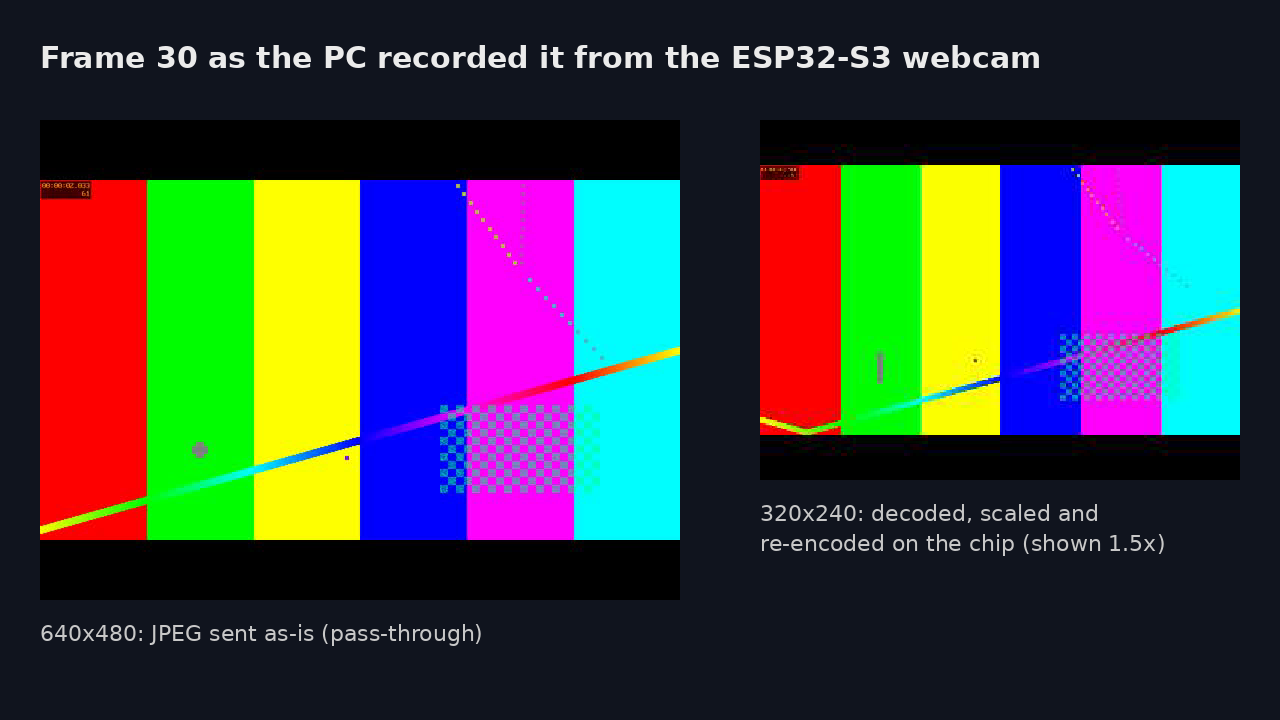 Frame 30 as the PC recorded it from the ESP32-S3 webcam
00:00:02.033
61
640x480: JPEG sent as-is (pass-through)
320x240: decoded, scaled and
re-encoded on the chip (shown 1.5x)